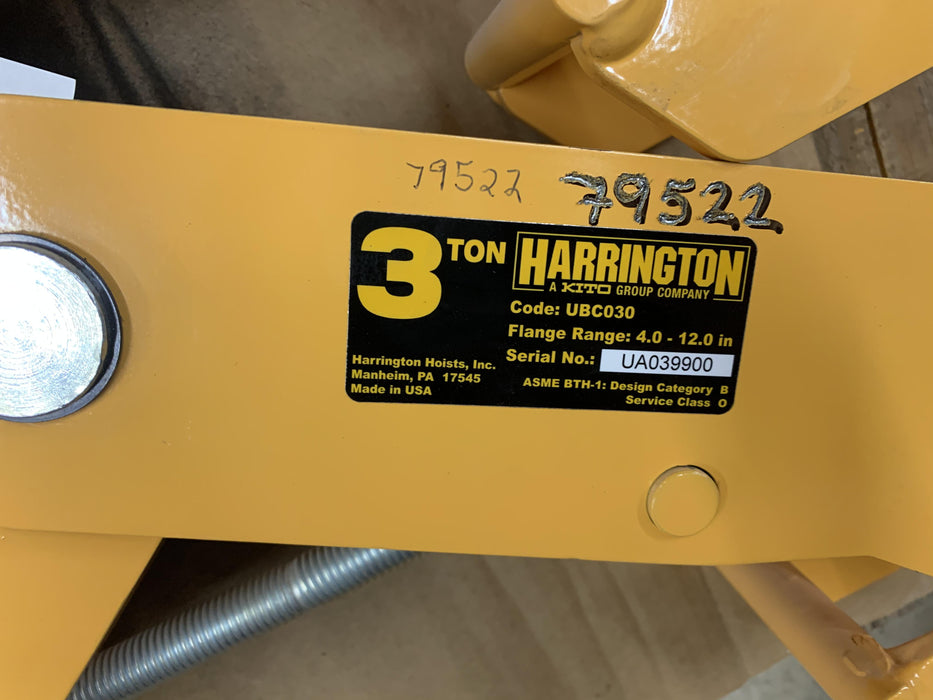 79522 79522
3 TON HARRINGTON
A KITO GROUP COMPANY
Code: UBC030
Flange Range: 4.0 - 12.0 in
Serial No.: UA039900
Harrington Hoists, Inc.
Manheim, PA 17545
Made in USA
ASME BTH-1: Design Category B
Service Class O